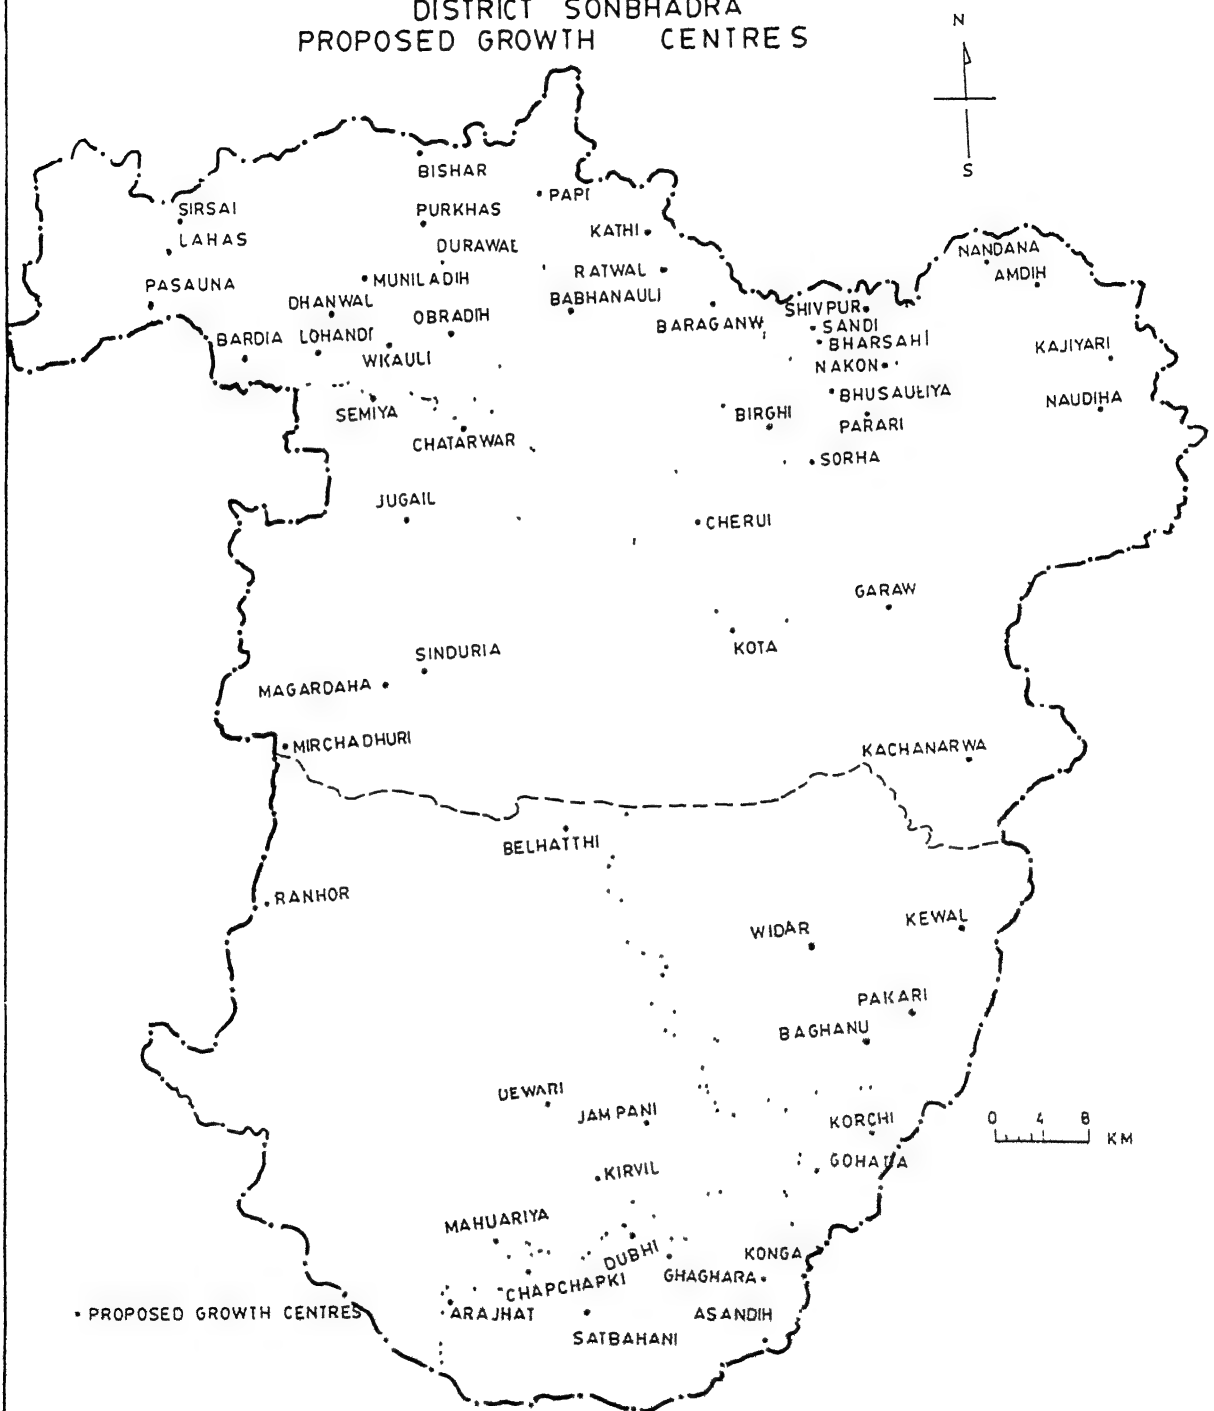 DISTRICT SONBHADRA
PROPOSED GROWTH CENTRES
N
S
BISHAR
PAPI
SIRSAI
PURKHAS
KATHI
LAHAS
DURAWAL
NANDANA
RATWAL
AMDIH
PASAUNA
MUNILADIH
DHANWAL
BABHANAULI
SHIVPUR
OBRADIH
BARAGANW
SANDI
BARDIA
LOHANDI
BHARSAHI
KAJIYARI
WKAULI
NAKON
BHUSAULIYA
NAUDIHA
SEMIYA
BIRGHI
PARARI
CHATARWAR
SORHA
JUGAIL
CHERUI
GARAW
KOTA
SINDURIA
MAGARDAHA
MIRCHADHURI
KACHANARWA
BELHATTHI
RANHOR
WIDAR
KEWAL
PAKARI
BAGHANU
DEWARI
JAMPANI
KORCHI
0 4 8
KM
GOHADA
KIRVIL
MAHUARIYA
DUBHI
KONGA
CHAPCHAPKI
GHAGHARA
PROPOSED GROWTH CENTRES
ARAJHAT
ASANDIH
SATBAHANI